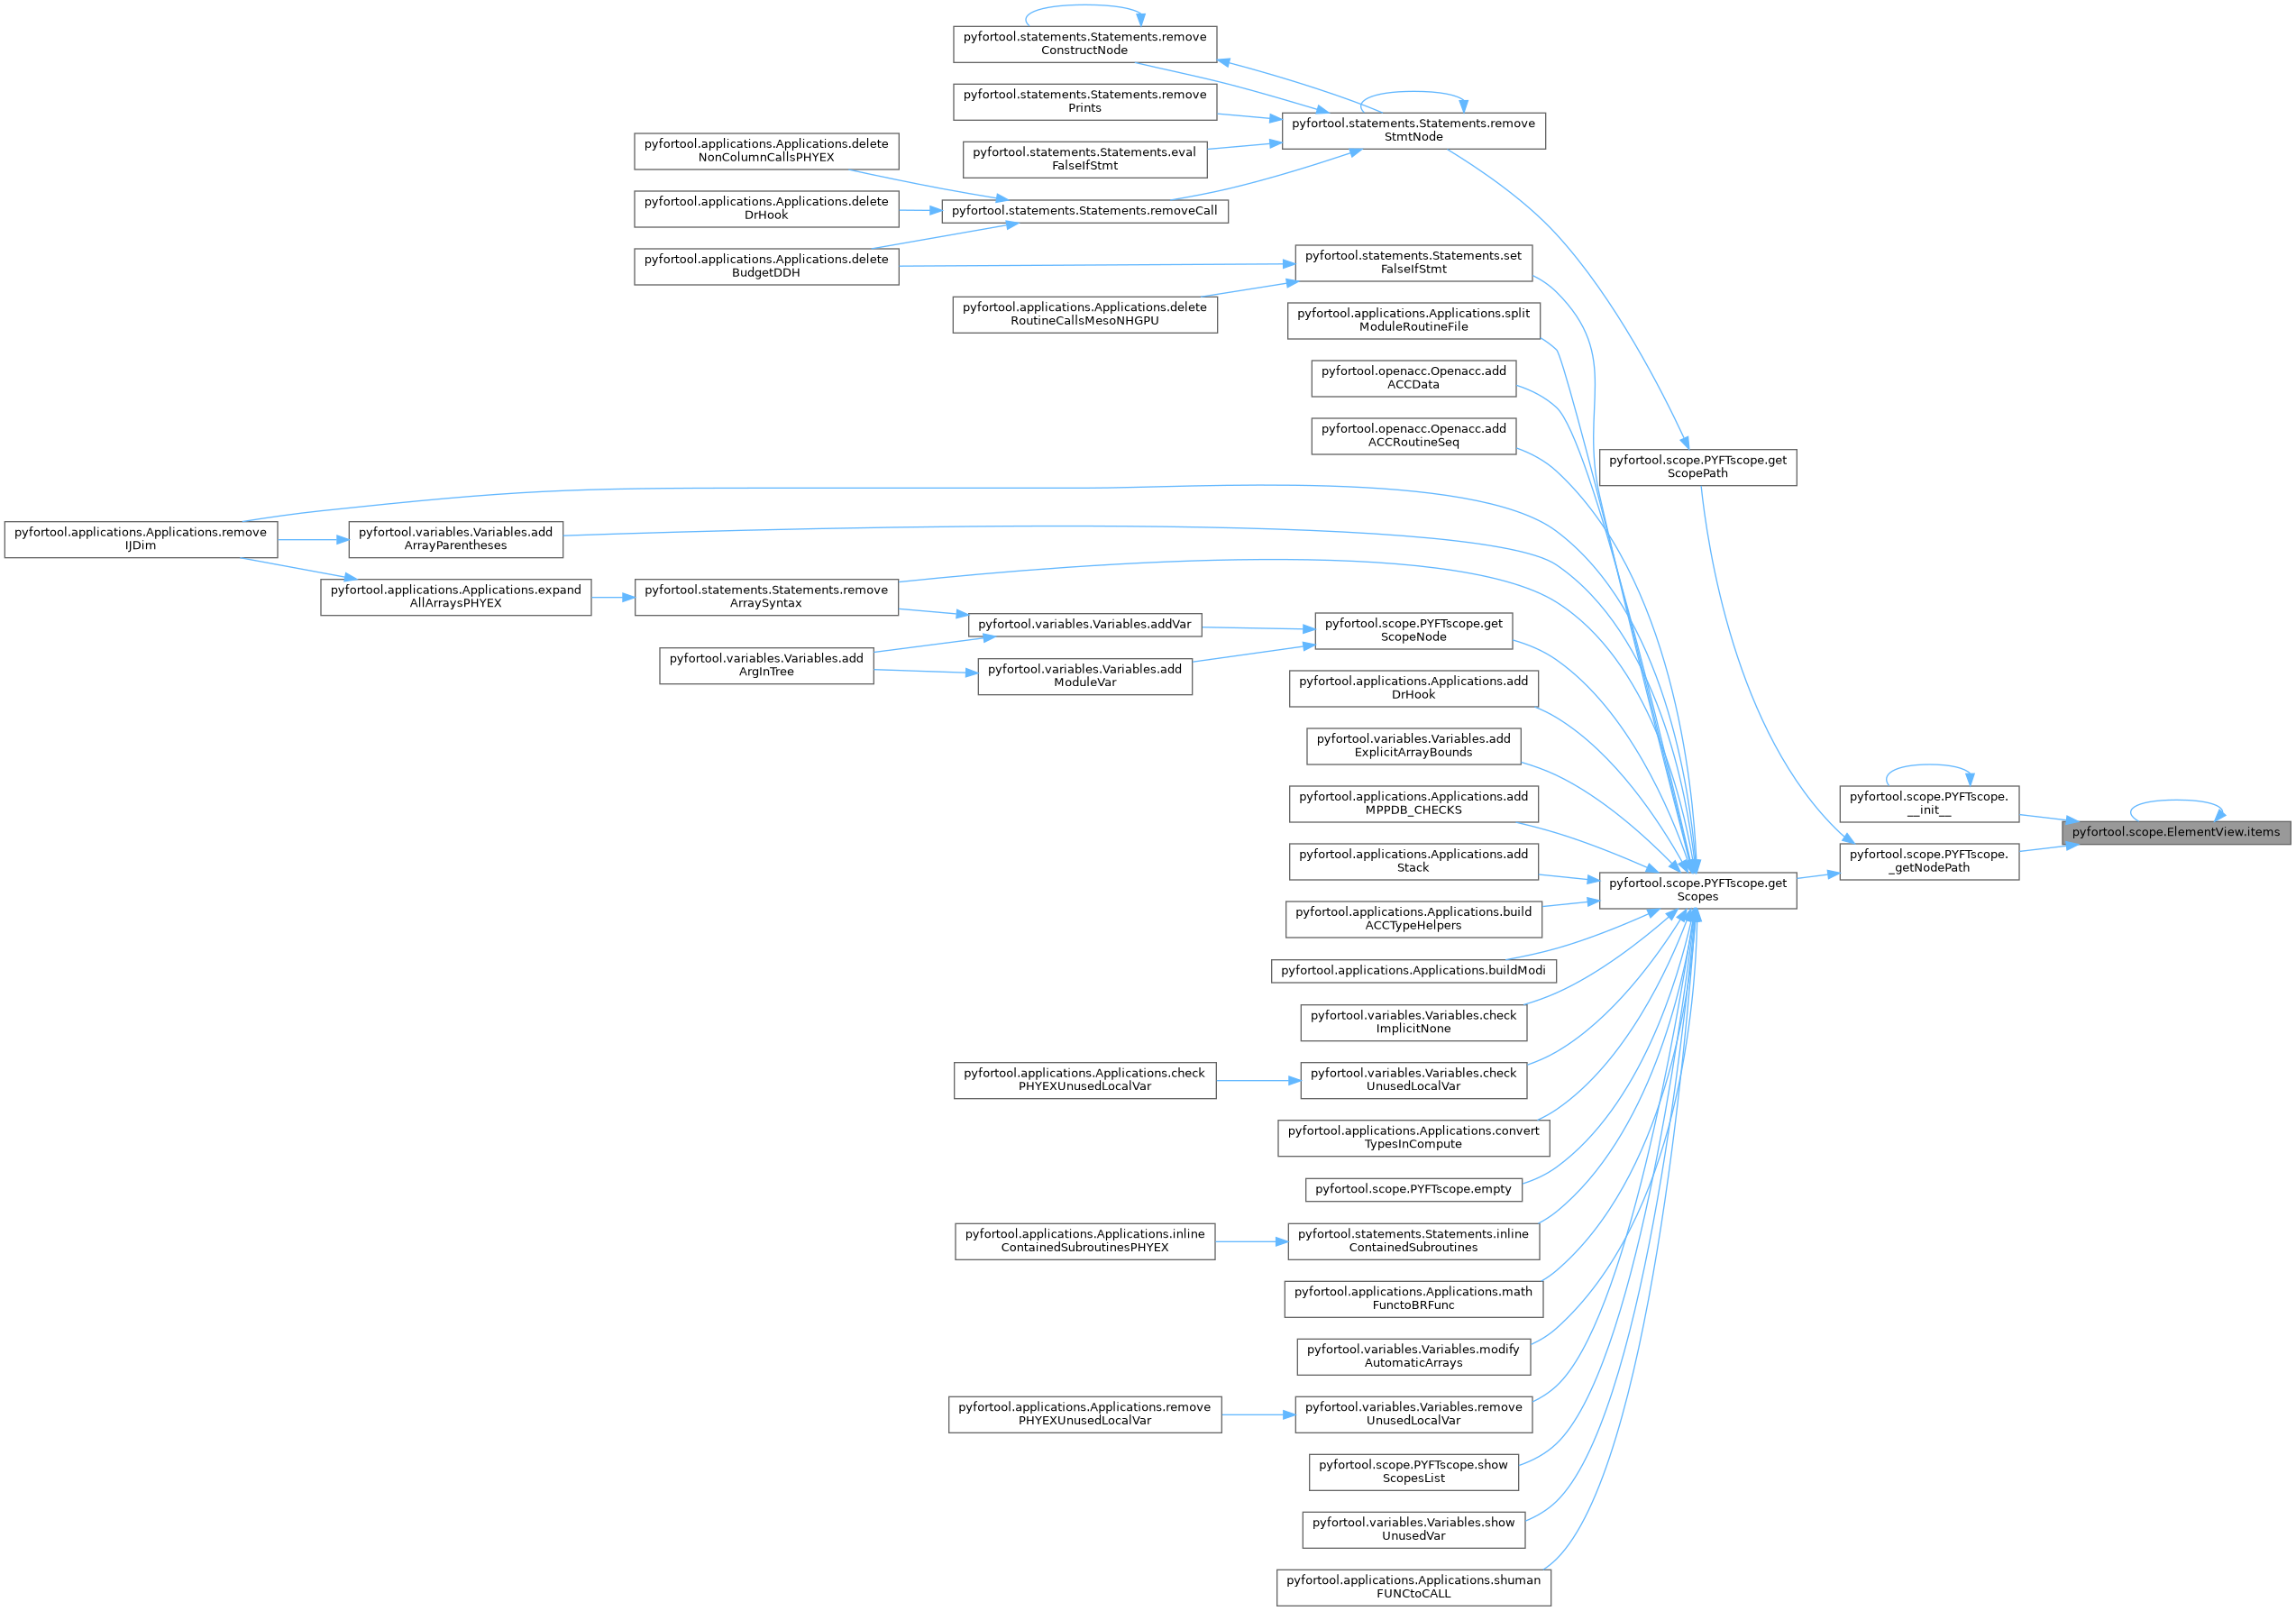 pyfortool.statements.Statements.remove
ConstructNode
pyfortool.statements.Statements.remove
Prints
pyfortool.statements.Statements.remove
StmtNode
pyfortool.applications.Applications.delete
NonColumnCallsPHYEX
pyfortool.statements.Statements.eval
FalseIfStmt
pyfortool.applications.Applications.delete
DrHook
pyfortool.statements.Statements.removeCall
pyfortool.applications.Applications.delete
BudgetDDH
pyfortool.statements.Statements.set
FalseIfStmt
pyfortool.applications.Applications.delete
RoutineCallsMesoNHGPU
pyfortool.applications.Applications.split
ModuleRoutineFile
pyfortool.openacc.Openacc.add
ACCData
pyfortool.openacc.Openacc.add
ACCRoutineSeq
pyfortool.scope.PYFTscope.get
ScopePath
pyfortool.applications.Applications.remove
IJDim
pyfortool.variables.Variables.add
ArrayParentheses
pyfortool.applications.Applications.expand
AllArraysPHYEX
pyfortool.statements.Statements.remove
ArraySyntax
pyfortool.variables.Variables.addVar
pyfortool.scope.PYFTscope.get
ScopeNode
pyfortool.variables.Variables.add
ArgInTree
pyfortool.variables.Variables.add
ModuleVar
pyfortool.applications.Applications.add
DrHook
pyfortool.variables.Variables.add
ExplicitArrayBounds
pyfortool.applications.Applications.add
MPPDB_CHECKS
pyfortool.scope.PYFTscope.
__init__
pyfortool.scope.ElementView.items
pyfortool.applications.Applications.add
Stack
pyfortool.scope.PYFTscope.
_getNodePath
pyfortool.scope.PYFTscope.get
Scopes
pyfortool.applications.Applications.build
ACCTypeHelpers
pyfortool.applications.Applications.buildModi
pyfortool.variables.Variables.check
ImplicitNone
pyfortool.applications.Applications.check
PHYEXUnusedLocalVar
pyfortool.variables.Variables.check
UnusedLocalVar
pyfortool.applications.Applications.convert
TypesInCompute
pyfortool.scope.PYFTscope.empty
pyfortool.applications.Applications.inline
ContainedSubroutinesPHYEX
pyfortool.statements.Statements.inline
ContainedSubroutines
pyfortool.applications.Applications.math
FunctoBRFunc
pyfortool.variables.Variables.modify
AutomaticArrays
pyfortool.applications.Applications.remove
PHYEXUnusedLocalVar
pyfortool.variables.Variables.remove
UnusedLocalVar
pyfortool.scope.PYFTscope.show
ScopesList
pyfortool.variables.Variables.show
UnusedVar
pyfortool.applications.Applications.shuman
FUNCtoCALL